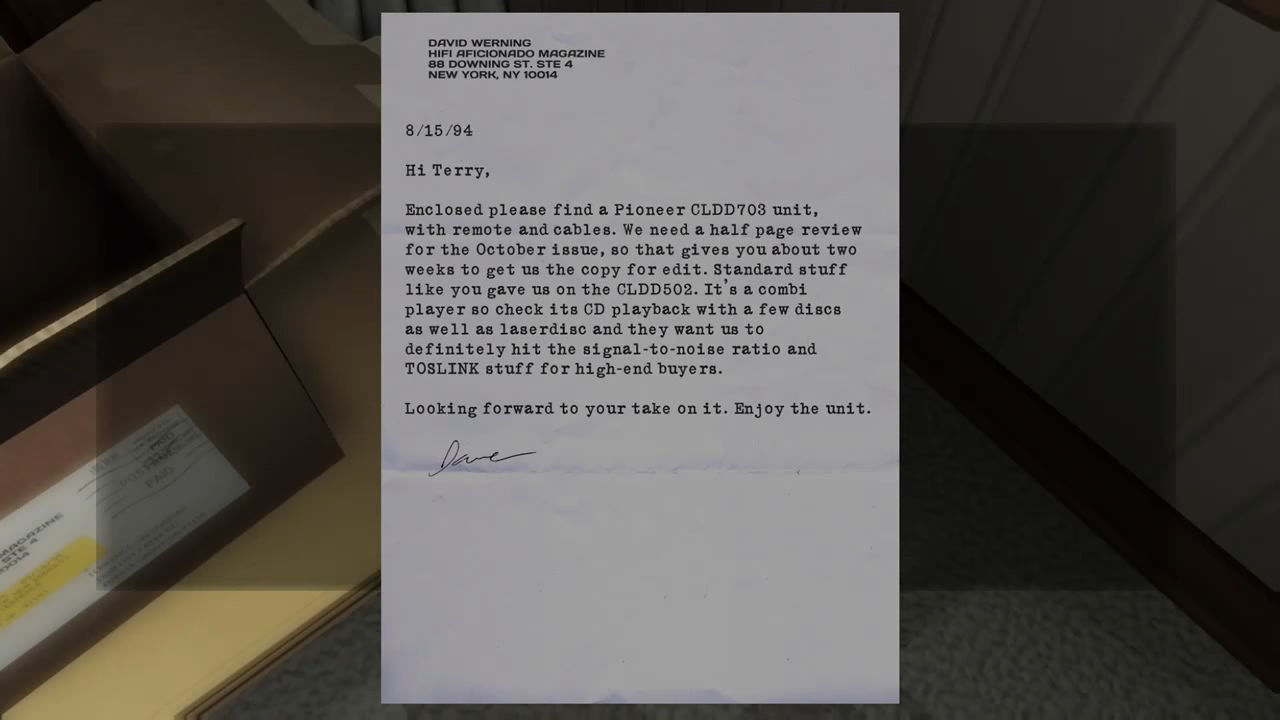 DAVID WERNING
HIFI AFICIONADO MAGAZINE
88 DOWNING ST. STE 4
NEW YORK, NY 10014
8/15/94
Hi Terry,
Enclosed please find a Pioneer CLDD703 unit,
with remote and cables. We need a half page review
for the October issue, so that gives you about two
weeks to get us the copy for edit. Standard stuff
like you gave us on the CLDD502. It's a combi
player so check its CD playback with a few discs
as well as laserdisc and they want us to
definitely hit the signal-to-noise ratio and
TOSLINK stuff for high-end buyers.
Looking forward to your take on it. Enjoy the unit.
Dave
MAGAZINE
STE 4
PAID